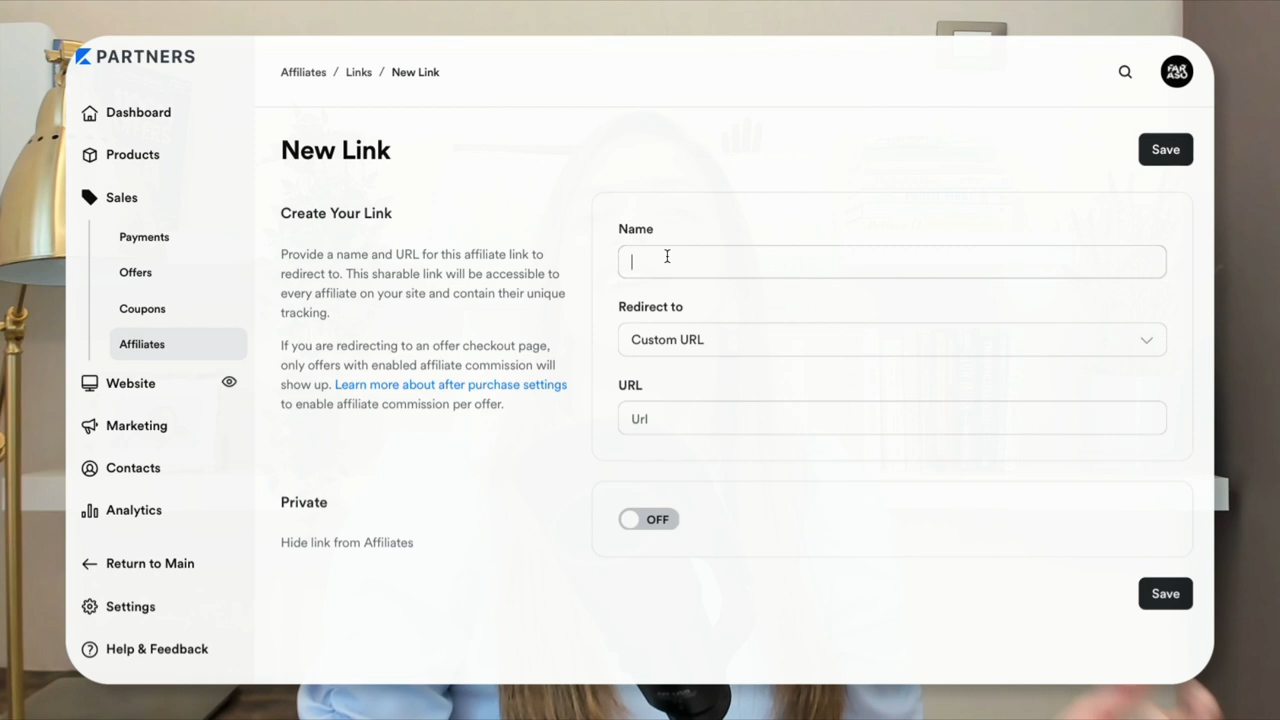 PARTNERS
Dashboard
Products
Sales
Payments
Offers
Coupons
Affiliates
Website
Marketing
Contacts
Analytics
Return to Main
Settings
Help & Feedback
Affiliates / Links / New Link
FAR
ASO
New Link
Save
Create Your Link
Provide a name and URL for this affiliate link to
redirect to. This sharable link will be accessible to
every affiliate on your site and contain their unique
tracking.
If you are redirecting to an offer checkout page,
only offers with enabled affiliate commission will
show up. Learn more about after purchase settings
to enable affiliate commission per offer.
Name
Redirect to
Custom URL
URL
Url
Private
Hide link from Affiliates
OFF
Save